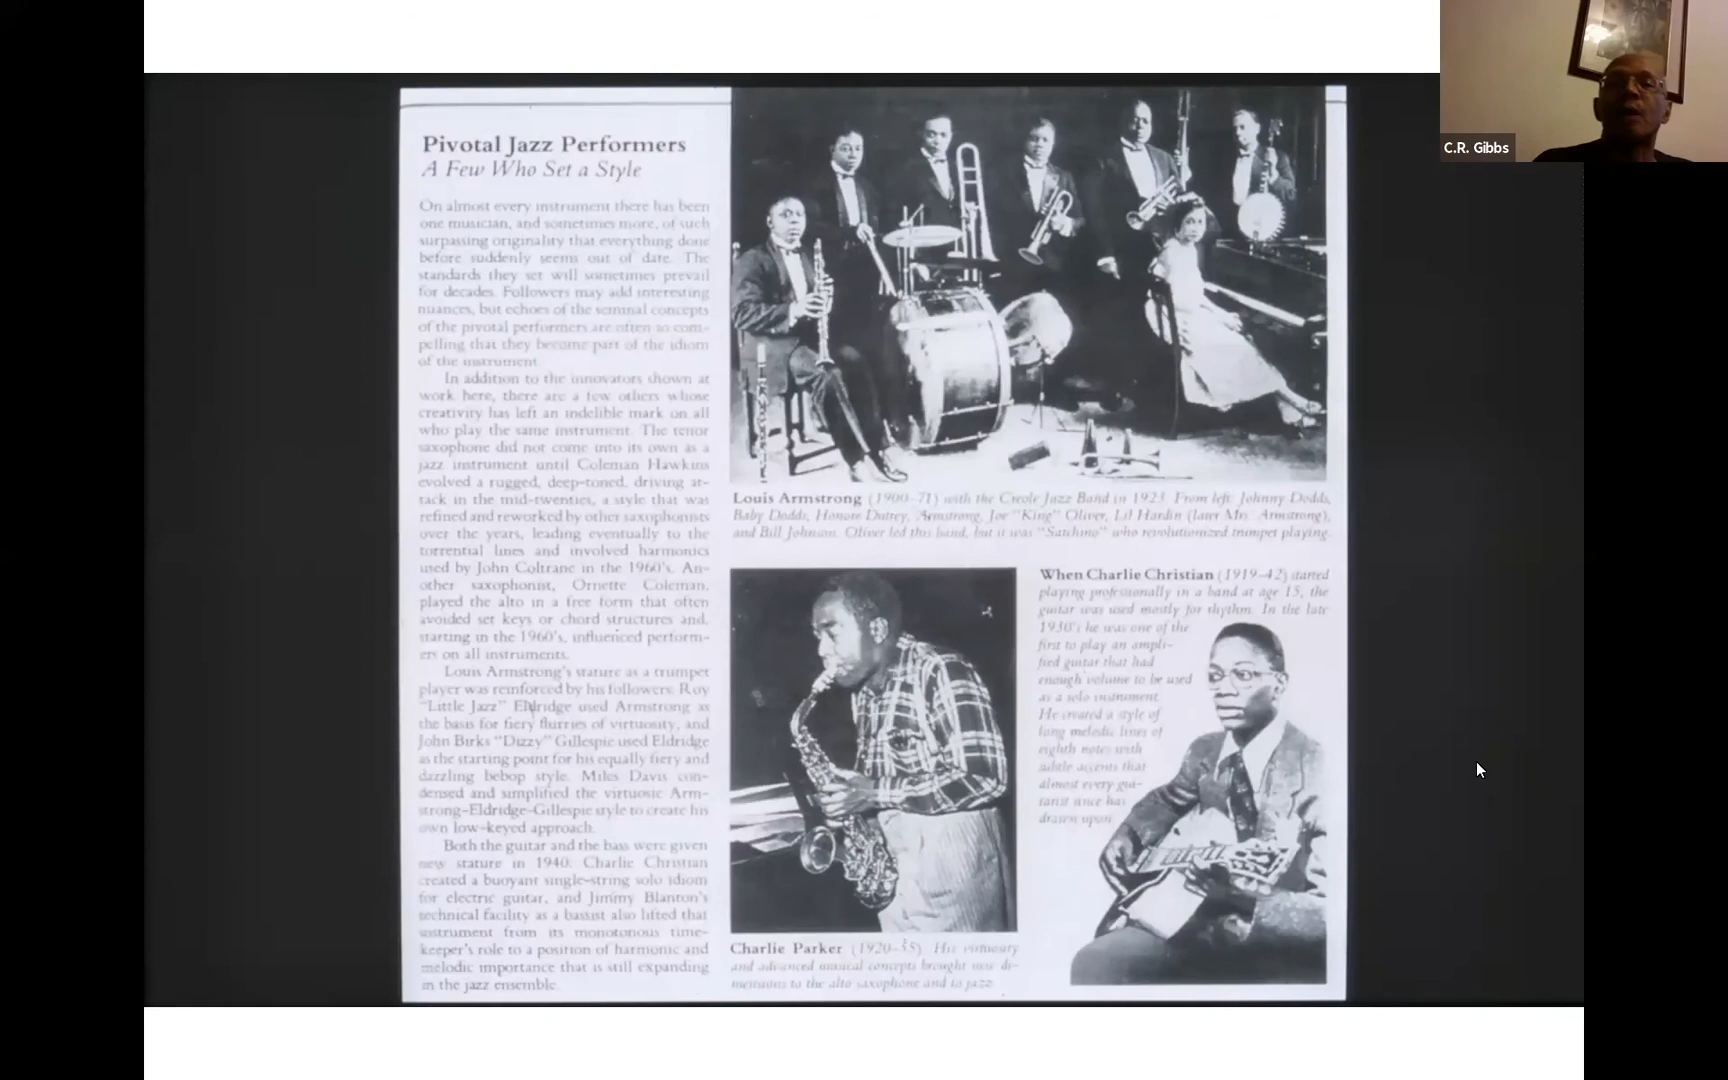 C.R. Gibbs
Pivotal Jazz Performers
A Few Who Set a Style
On almost every instrument there has been
one musician, and sometimes more, of such
surpassing originality that everything done
before suddenly seems out of date. The
standards they set will sometimes prevail
for decades. Followers may add interesting
nuances, but echoes of the seminal concepts
of the pivotal performers are often so com-
pelling that they become part of the idiom
of the instrument.
In addition to the innovators shown at
work here, there are a few others whose
creativity has left an indelible mark on all
who play the same instrument. The tenor
saxophone did not come into its own as a
jazz instrument until Coleman Hawkins
evolved a rugged, deep-toned, driving at-
tack in the mid-twenties, a style that was
refined and reworked by other saxophonists
over the years, leading eventually to the
torrential lines and involved harmonics
used by John Coltrane in the 1960's. An-
other saxophonist, Ornette Coleman,
played the alto in a free form that often
avoided set keys or chord structures and,
starting in the 1960's, influenced perform-
ers on all instruments.
Louis Armstrong's stature as a trumpet
player was reinforced by his followers. Roy
"Little Jazz" Eldridge used Armstrong as
the basis for fiery flurries of virtuosity, and
John Birks "Dizzy" Gillespie used Eldridge
as the starting point for his equally fiery and
dazzling bebop style. Miles Davis con-
densed and simplified the virtuosic Arm-
strong-Eldridge-Gillespie style to create his
own low-keyed approach.
Both the guitar and the bass were given
new stature in 1940. Charlie Christian
created a buoyant single-string solo idiom
for electric guitar, and Jimmy Blanton's
technical facility as a bassist also lifted that
instrument from its monotonous time-
keeper's role to a position of harmonic and
melodic importance that is still expanding
in the jazz ensemble.
Louis Armstrong (1900-71) with the Creole Jazz Band in 1923. From left: Johnny Dodds,
Baby Dodds, Honore Dutrey, Armstrong, Joe "King" Oliver, Lil Hardin (later Mrs. Armstrong),
and Bill Johnson. Oliver led this band, but it was "Satchmo" who revolutionized trumpet playing.
When Charlie Christian (1919-42) started
playing professionally in a band at age 15, the
guitar was used mostly for rhythm. In the late
1930's he was one of the
first to play an ampli-
fied guitar that had
enough volume to be used
as a solo instrument.
He created a style of
long melodic lines of
eighth notes with
subtle accents that
almost every gui-
tarist since has
drawn upon.
Charlie Parker (1920-55). His virtuosity
and advanced musical concepts brought new di-
mensions to the alto saxophone and to jazz.